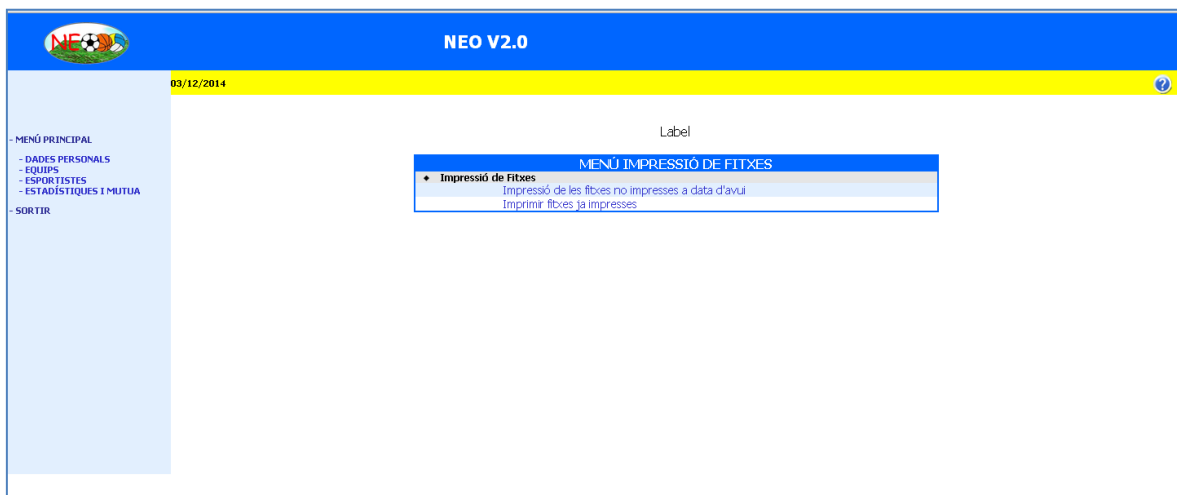 NEO
NEO V2.0
03/12/2014
?
- MENÚ PRINCIPAL
- DADES PERSONALS
- EQUIPS
- ESPORTISTES
- ESTADÍSTIQUES I MUTUA
- SORTIR
Label
MENÚ IMPRESSIÓ DE FITXES
Impressió de Fitxes
Impressió de les fitxes no impresses a data d'avui
Imprimir fitxes ja impresses